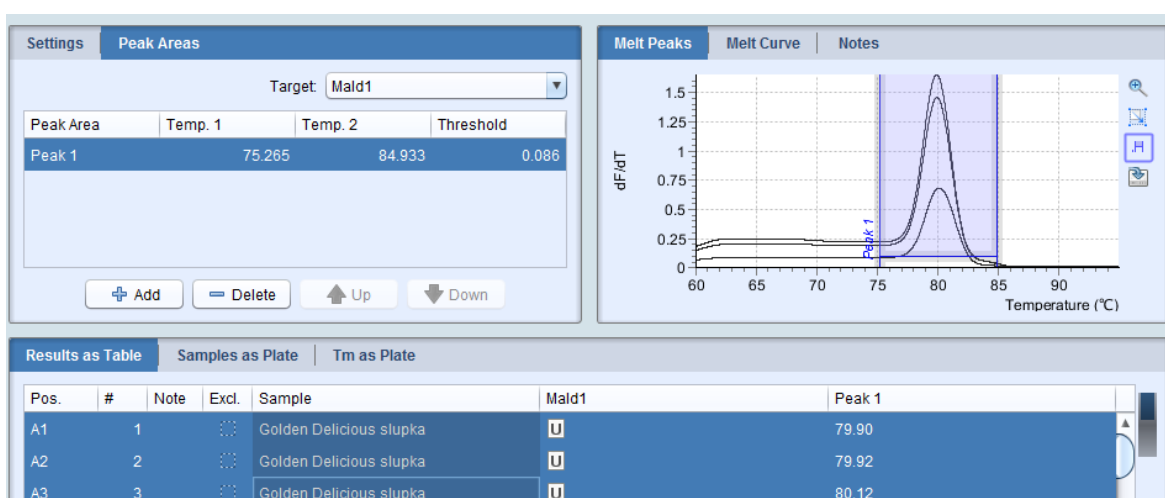 Settings Peak Areas
Target: Mald1
Peak Area Temp. 1 Temp. 2 Threshold
Peak 1 75.265 84.933 0.086
Add Delete Up Down
Melt Peaks Melt Curve Notes
1.5
1.25
1
0.75
0.5
0.25
0
dF/dT
Peak 1
60 65 70 75 80 85 90
Temperature (°C)
Results as Table Samples as Plate Tm as Plate
Pos. # Note Excl. Sample Mald1 Peak 1
A1 1 Golden Delicious slupka U 79.90
A2 2 Golden Delicious slupka U 79.92
A3 3 Golden Delicious slupka U 80.12